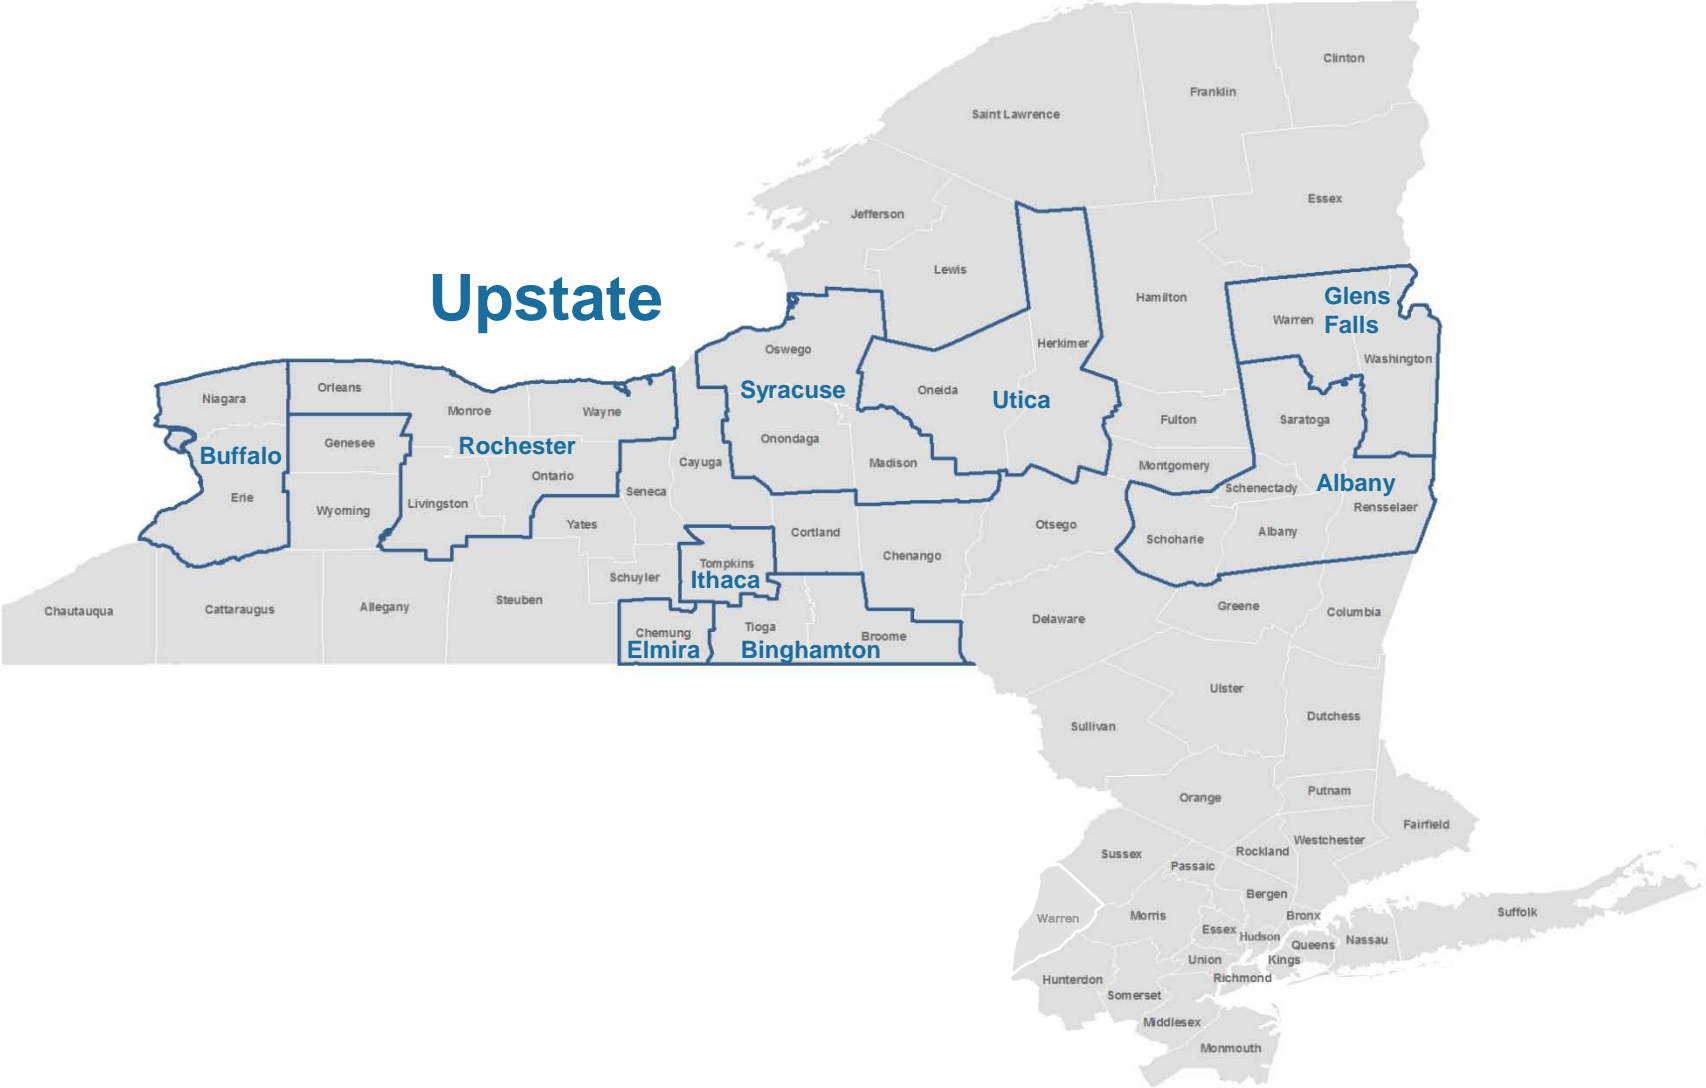 Clinton
Franklin
Saint Lawrence
Essex
Jefferson
Lewis
Hamilton
Upstate
Glens
Falls
Warren
Washington
Herkimer
Oswego
Syracuse
Oneida
Utica
Orleans
Niagara
Monroe
Wayne
Fulton
Saratoga
Genesee
Rochester
Onondaga
Buffalo
Cayuga
Madison
Montgomery
Ontario
Erie
Seneca
Schenectady
Albany
Wyoming
Livingston
Rensselaer
Yates
Cortland
Otsego
Schoharie
Albany
Chenango
Tompkins
Ithaca
Schuyler
Chautauqua
Cattaraugus
Allegany
Steuben
Greene
Columbia
Delaware
Chemung
Elmira
Tioga
Broome
Binghamton
Ulster
Sullivan
Dutchess
Orange
Putnam
Fairfield
Westchester
Rockland
Sussex
Passaic
Bergen
Warren
Morris
Bronx
Suffolk
Essex
Hudson
Queens
Nassau
Union
Kings
Richmond
Hunterdon
Somerset
Middlesex
Monmouth